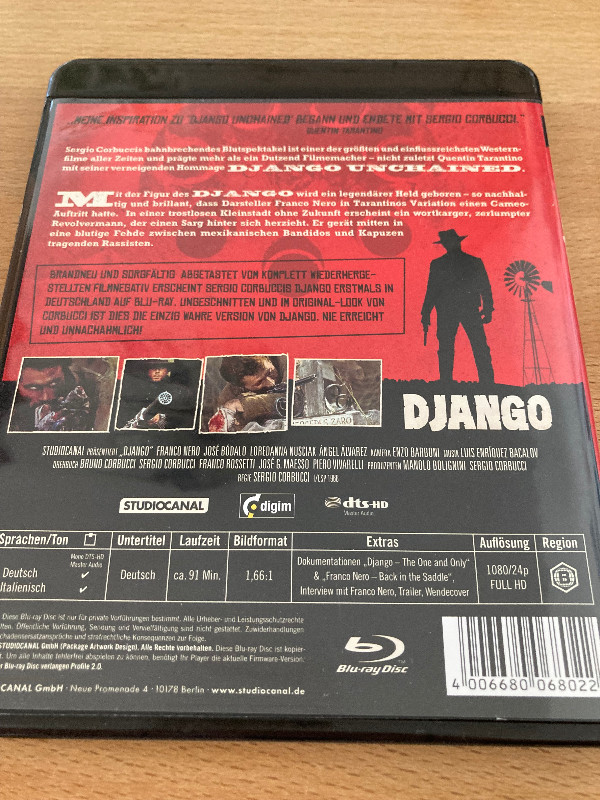 „MEINE INSPIRATION ZU ‚DJANGO UNCHAINED' BEGANN UND ENDETE MIT SERGIO CORBUCCI."
QUENTIN TARANTINO
Sergio Corbuccis bahnbrechendes Blutspektakel ist einer der größten und einflussreichsten Western-
filme aller Zeiten und prägte mehr als ein Dutzend Filmemacher – nicht zuletzt Quentin Tarantino
mit seiner verneigenden Hommage DJANGO UNCHAINED.
Mit der Figur des DJANGO wird ein legendärer Held geboren – so nachhal-
tig und brillant, dass Darsteller Franco Nero in Tarantinos Variation einen Cameo-
Auftritt hatte. In einer trostlosen Kleinstadt ohne Zukunft erscheint ein wortkarger, zerlumpter
Revolvermann, der einen Sarg hinter sich herzieht. Er gerät mitten in
eine blutige Fehde zwischen mexikanischen Bandidos und Kapuzen
tragenden Rassisten.
BRANDNEU UND SORGFÄLTIG ABGETASTET VOM KOMPLETT WIEDERHERGE-
STELLTEN FILMNEGATIV ERSCHEINT SERGIO CORBUCCIS DJANGO ERSTMALS IN
DEUTSCHLAND AUF BLU-RAY. UNGESCHNITTEN UND IM ORIGINAL-LOOK VON
CORBUCCI IST DIES DIE EINZIG WAHRE VERSION VON DJANGO. NIE ERREICHT
UND UNNACHAHMLICH!
DJANGO
STUDIOCANAL PRÄSENTIERT „DJANGO" FRANCO NERO JOSÉ BÓDALO LOREDANNA NUSCIAK ÁNGEL ÁLVAREZ KAMERA ENZO BARBONI MUSIK LUIS ENRÍQUEZ BACALOV
DREHBUCH BRUNO CORBUCCI SERGIO CORBUCCI FRANCO ROSSETTI JOSÉ G. MAESSO PIERO VIVARELLI PRODUZENTEN MANOLO BOLIGNINI SERGIO CORBUCCI
REGIE SERGIO CORBUCCI I/ESP 1966
STUDIOCANAL digim dts-HD
Master Audio
Sprachen/Ton Untertitel Laufzeit Bildformat Extras Auflösung Region
Mono DTS-HD
Master Audio
Deutsch ✓
Italienisch ✓
Deutsch
ca. 91 Min.
1,66:1
Dokumentationen „Django – The One and Only"
& „Franco Nero – Back in the Saddle",
Interview mit Franco Nero, Trailer, Wendecover
1080/24p
FULL HD
B
Diese Blu-ray Disc ist nur für private Vorführungen bestimmt. Alle Urheber- und Leistungsschutzrechte
Öffentliche Vorführung, Sendung und Vervielfältigung sind nicht gestattet. Zuwiderhandlungen
Schadensersatzansprüche und strafrechtliche Konsequenzen zur Folge.
STUDIOCANAL GmbH (Package Artwork Design). Alle Rechte vorbehalten. Diese Blu-ray Disc ist kopier-
Um alle Inhalte fehlerfrei abspielen zu können, benötigt Ihr Player die aktuelle Firmware-Version.
Blu-ray Disc verlangen Profile 2.0.
OCANAL GmbH · Neue Promenade 4 · 10178 Berlin · www.studiocanal.de
Blu-ray Disc
4 006680 068022